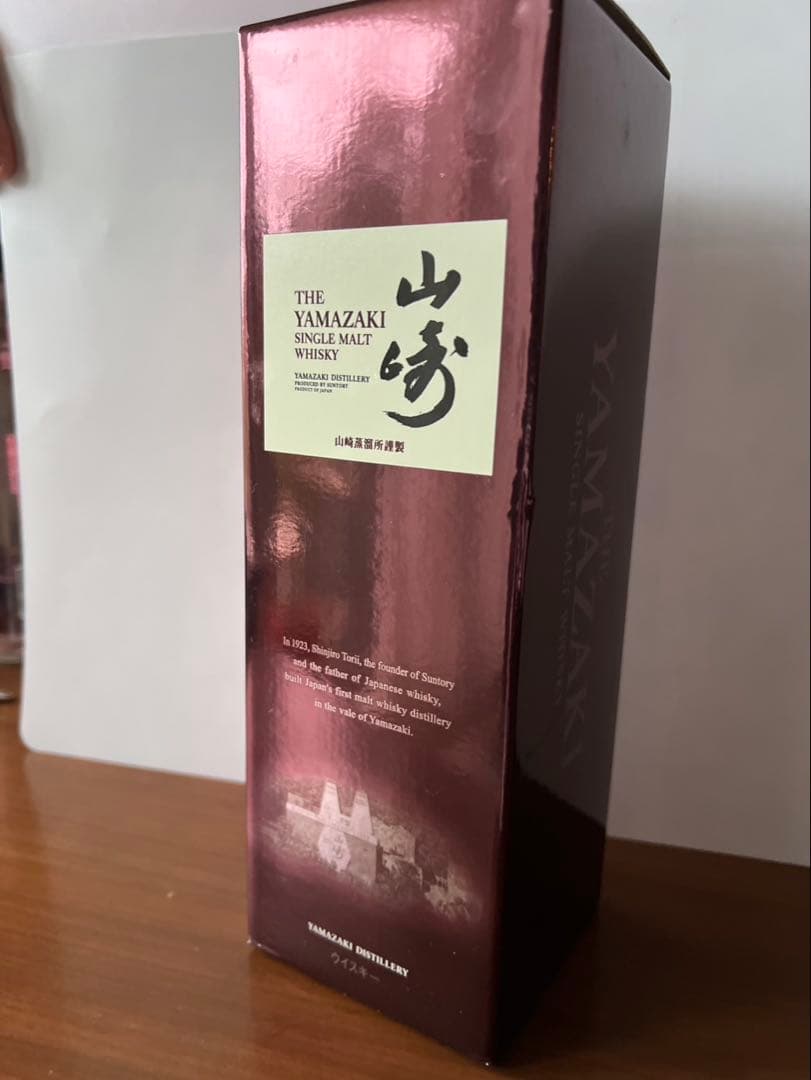 THE
YAMAZAKI
SINGLE MALT
WHISKY
YAMAZAKI DISTILLERY
PRODUCED BY SUNTORY
PRODUCT OF JAPAN
山崎
山崎蒸溜所謹製
In 1923, Shinjiro Torii, the founder of Suntory
and the father of Japanese whisky,
built Japan's first malt whisky distillery
in the vale of Yamazaki.
YAMAZAKI DISTILLERY
ウイスキー
THE
YAMAZAKI
SINGLE MALT WHISKY